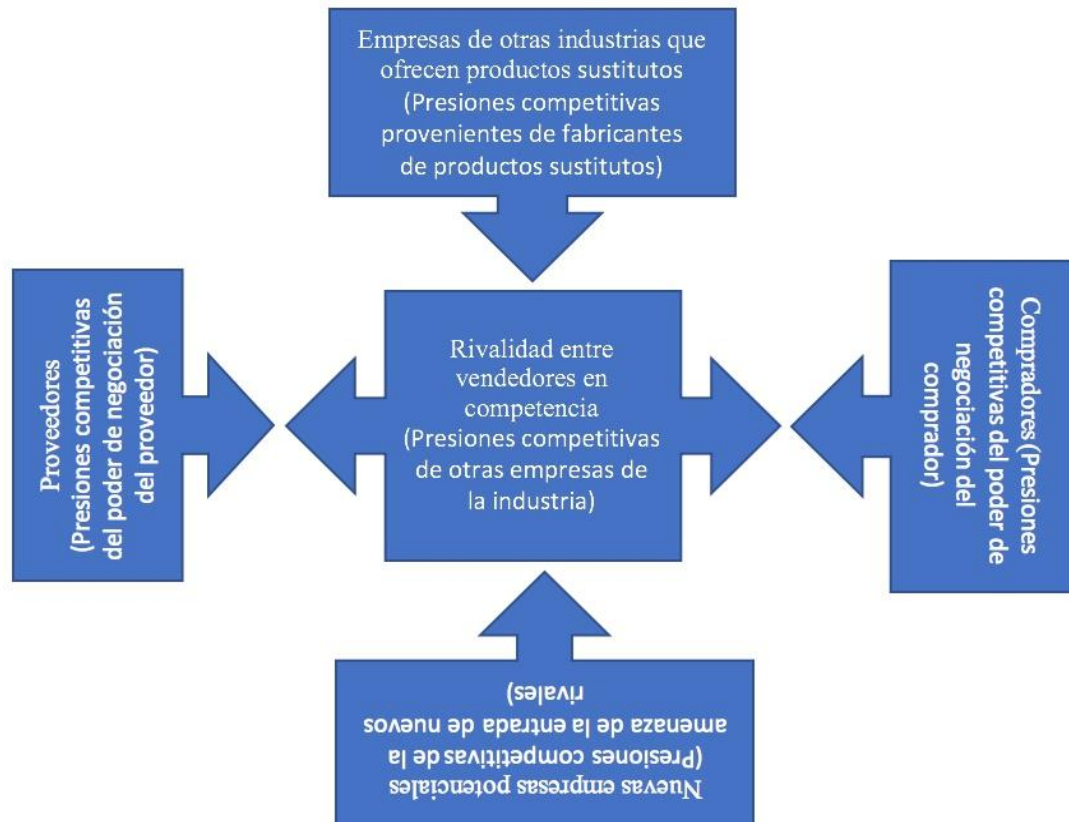 Empresas de otras industrias que
ofrecen productos sustitutos
(Presiones competitivas
provenientes de fabricantes
de productos sustitutos)
Proveedores
(Presiones competitivas
del poder de negociación
del proveedor)
Rivalidad entre
vendedores en
competencia
(Presiones competitivas
de otras empresas de
la industria)
Compradores (Presiones
competitivas del poder de
negociación del
comprador)
Nuevas empresas potenciales
(Presiones competitivas de la
amenaza de la entrada de nuevos
rivales)